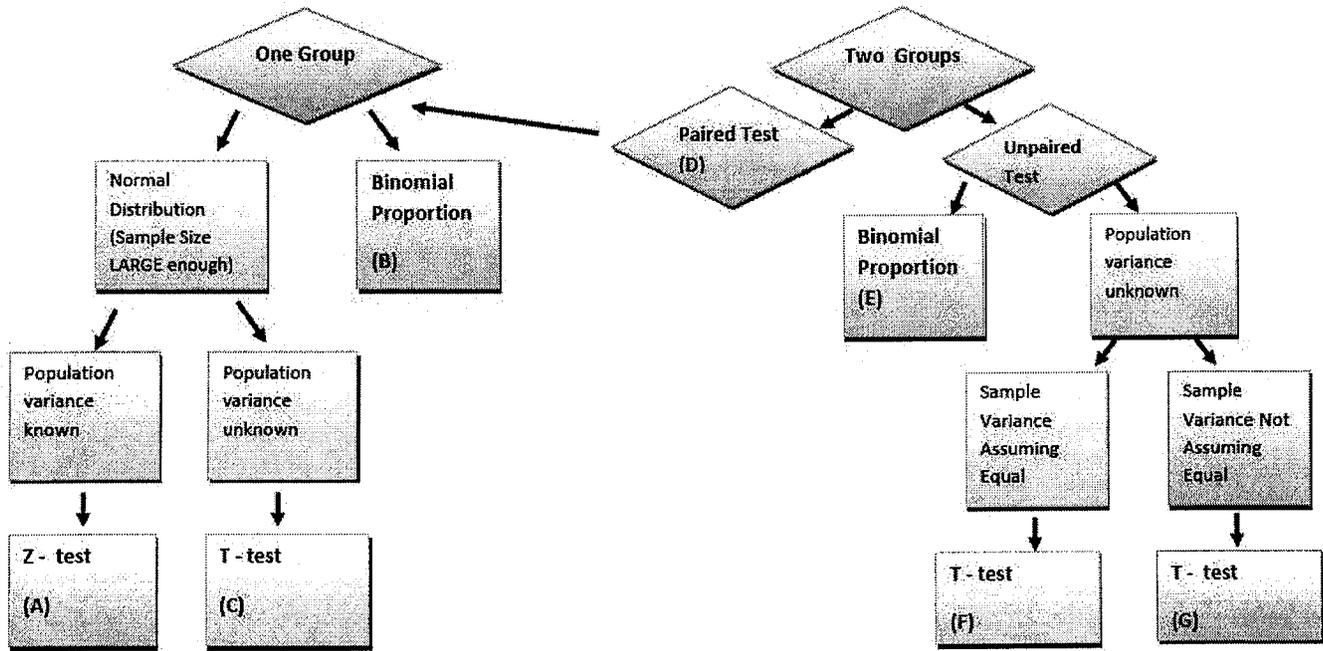 One Group
Two Groups
Paired Test
(D)
Unpaired
Test
Normal
Distribution
(Sample Size
LARGE enough)
Binomial
Proportion
(B)
Binomial
Proportion
(E)
Population
variance
unknown
Population
variance
known
Population
variance
unknown
Sample
Variance
Assuming
Equal
Sample
Variance Not
Assuming
Equal
Z - test
(A)
T - test
(C)
T - test
(F)
T - test
(G)